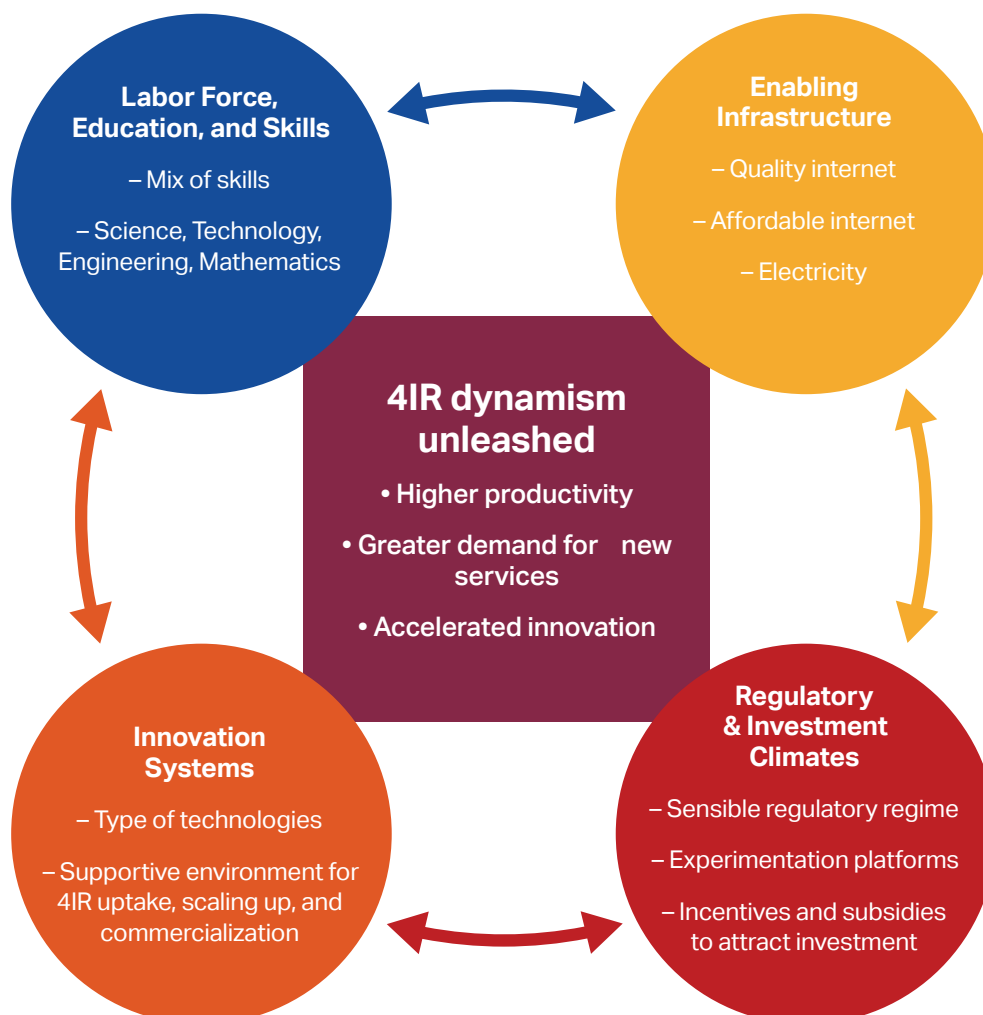 Labor Force,
Education, and Skills
– Mix of skills
– Science, Technology,
Engineering, Mathematics
Enabling
Infrastructure
– Quality internet
– Affordable internet
– Electricity
4IR dynamism
unleashed
• Higher productivity
• Greater demand for new
services
• Accelerated innovation
Innovation
Systems
– Type of technologies
– Supportive environment for
4IR uptake, scaling up, and
commercialization
Regulatory
& Investment
Climates
– Sensible regulatory regime
– Experimentation platforms
– Incentives and subsidies
to attract investment